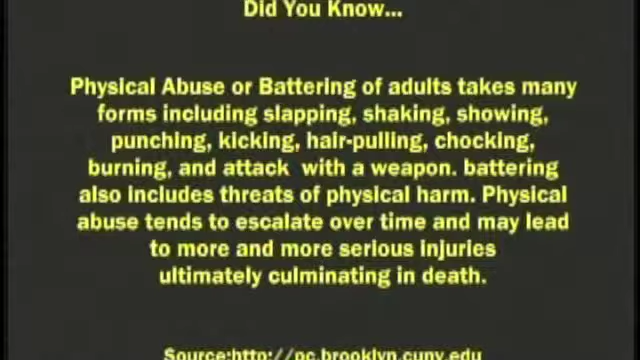 Did You Know...
Physical Abuse or Battering of adults takes many
forms including slapping, shaking, showing,
punching, kicking, hair-pulling, chocking,
burning, and attack with a weapon. battering
also includes threats of physical harm. Physical
abuse tends to escalate over time and may lead
to more and more serious injuries
ultimately culminating in death.
Source:http://pc.brooklyn.cuny.edu